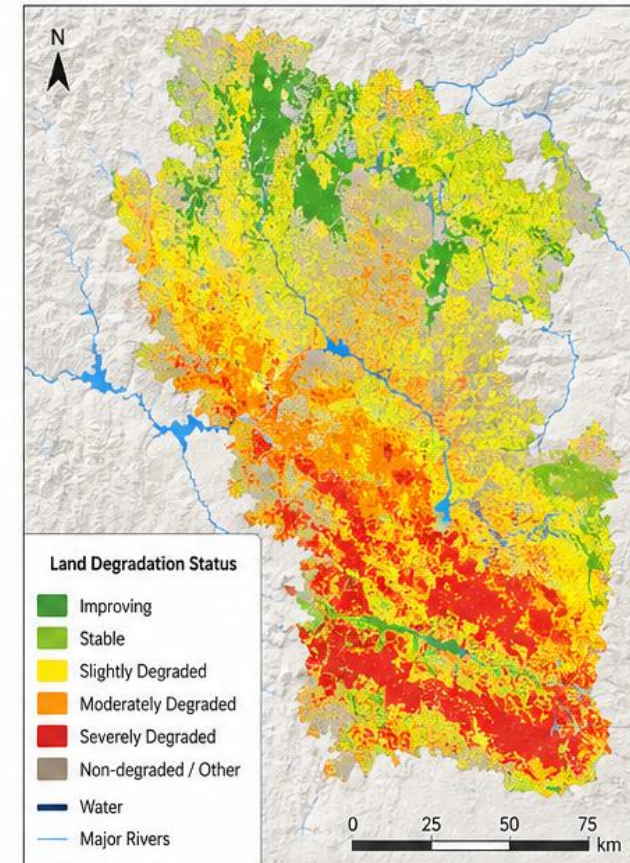 N
Land Degradation Status
Improving
Stable
Slightly Degraded
Moderately Degraded
Severely Degraded
Non-degraded / Other
Water
Major Rivers
0 25 50 75
km